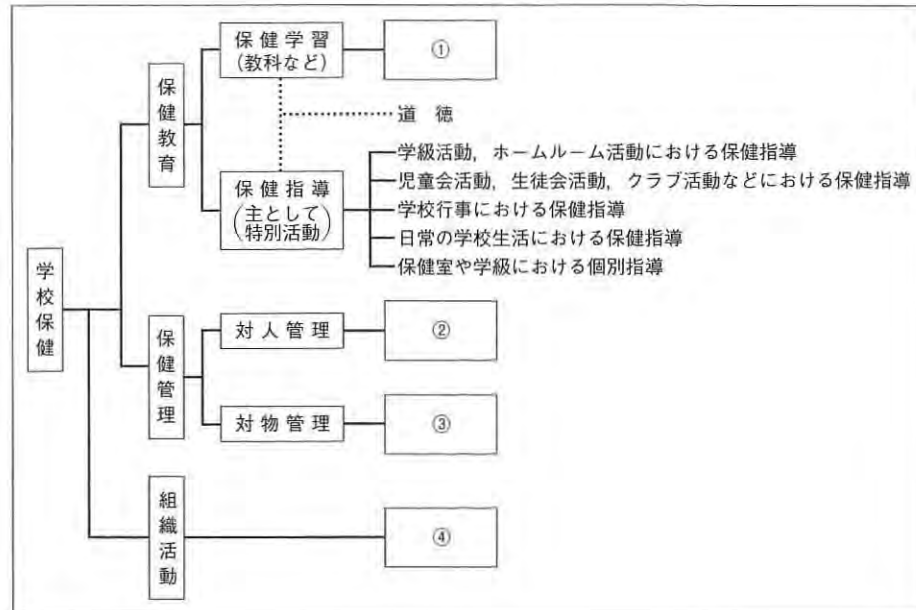 学校保健
保健教育
保健学習
(教科など)
①
道徳
保健指導
(主として
特別活動)
学級活動,ホームルーム活動における保健指導
児童会活動,生徒会活動,クラブ活動などにおける保健指導
学校行事における保健指導
日常の学校生活における保健指導
保健室や学級における個別指導
保健管理
対人管理
②
対物管理
③
組織活動
④